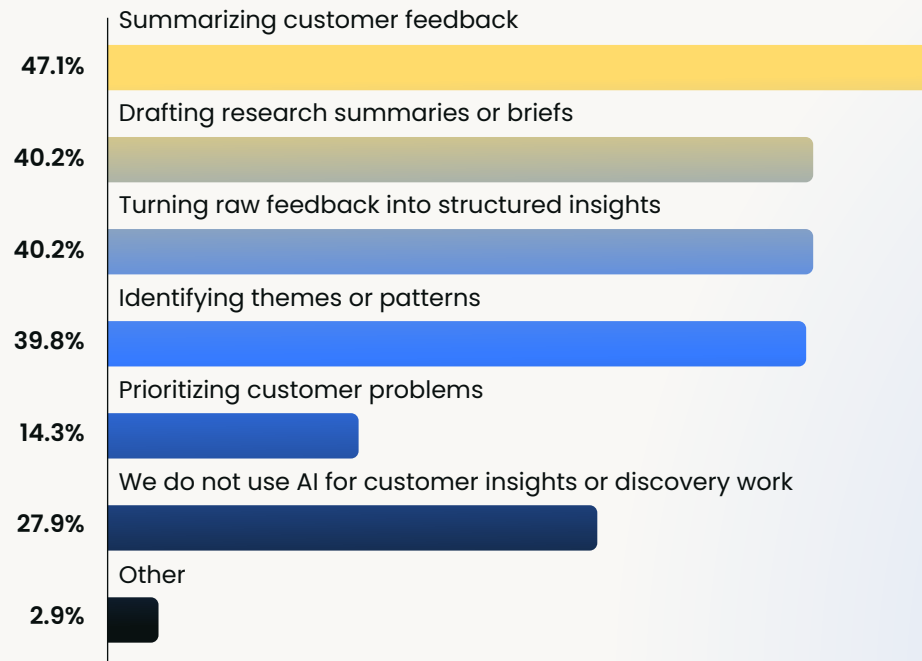 Summarizing customer feedback
47.1%
Drafting research summaries or briefs
40.2%
Turning raw feedback into structured insights
40.2%
Identifying themes or patterns
39.8%
Prioritizing customer problems
14.3%
We do not use AI for customer insights or discovery work
27.9%
Other
2.9%